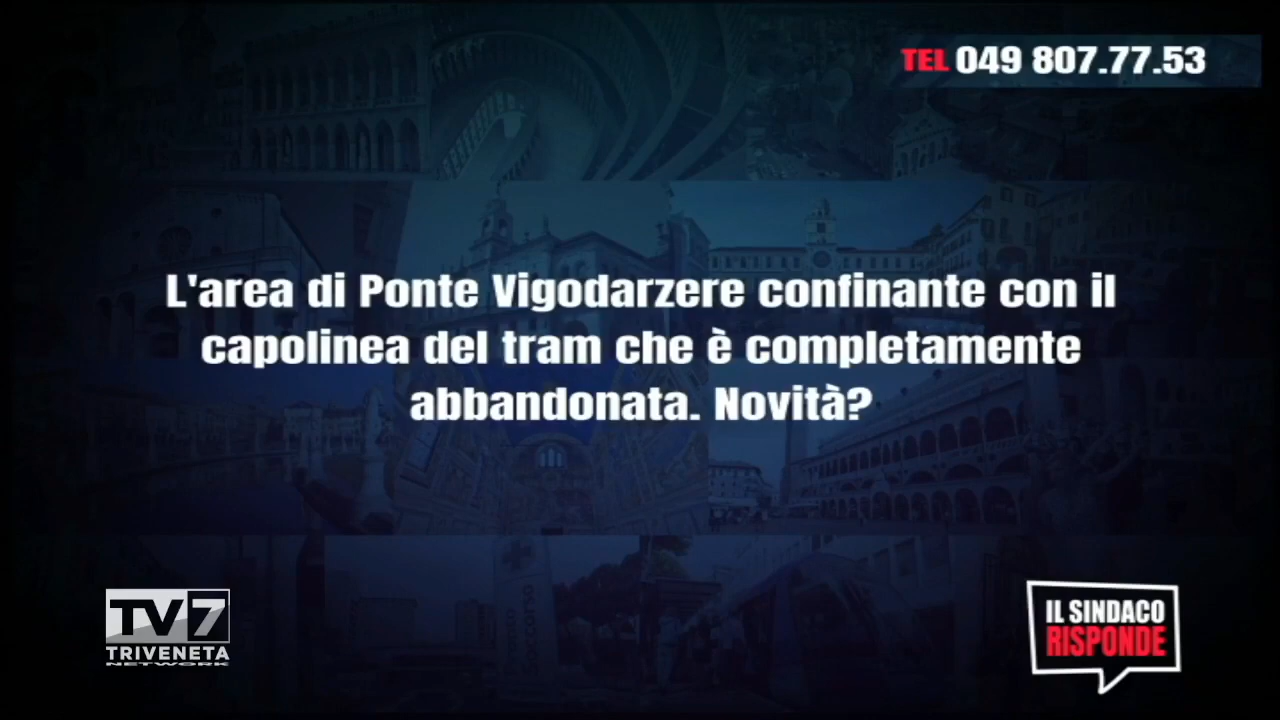 TEL 049 807.77.53
L'area di Ponte Vigodarzere confinante con il
capolinea del tram che è completamente
abbandonata. Novità?
TV7
TRIVENETA
NETWORK
IL SINDACO
RISPONDE